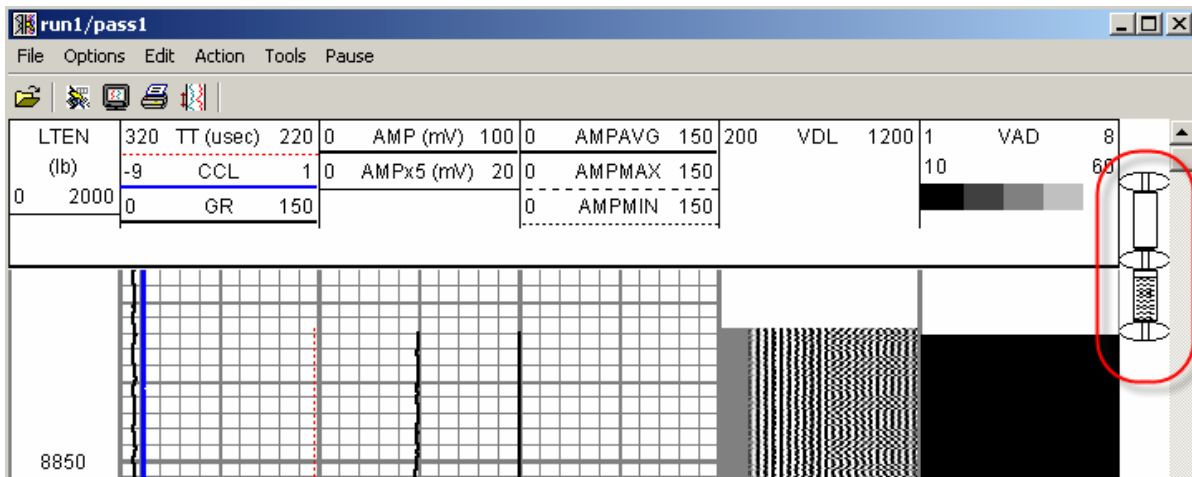 run1/pass1
File Options Edit Action Tools Pause
LTEN 320 TT (usec) 220 0 AMP (mV) 100 0 AMPAVG 150 200 VDL 1200 1 VAD 8
(lb) -9 CCL 1 0 AMPx5 (mV) 20 0 AMPMAX 150 10 60
0 2000 0 GR 150 0 AMPMIN 150
8850